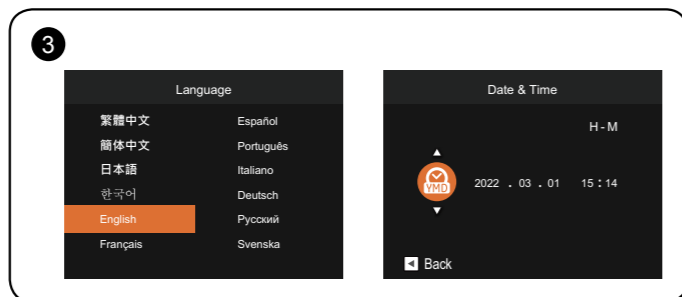 3
Language
繁體中文 Español
简体中文 Português
日本語 Italiano
한국어 Deutsch
English Русский
Français Svenska
Date & Time
H - M
YMD 2022 . 03 . 01 15 : 14
Back